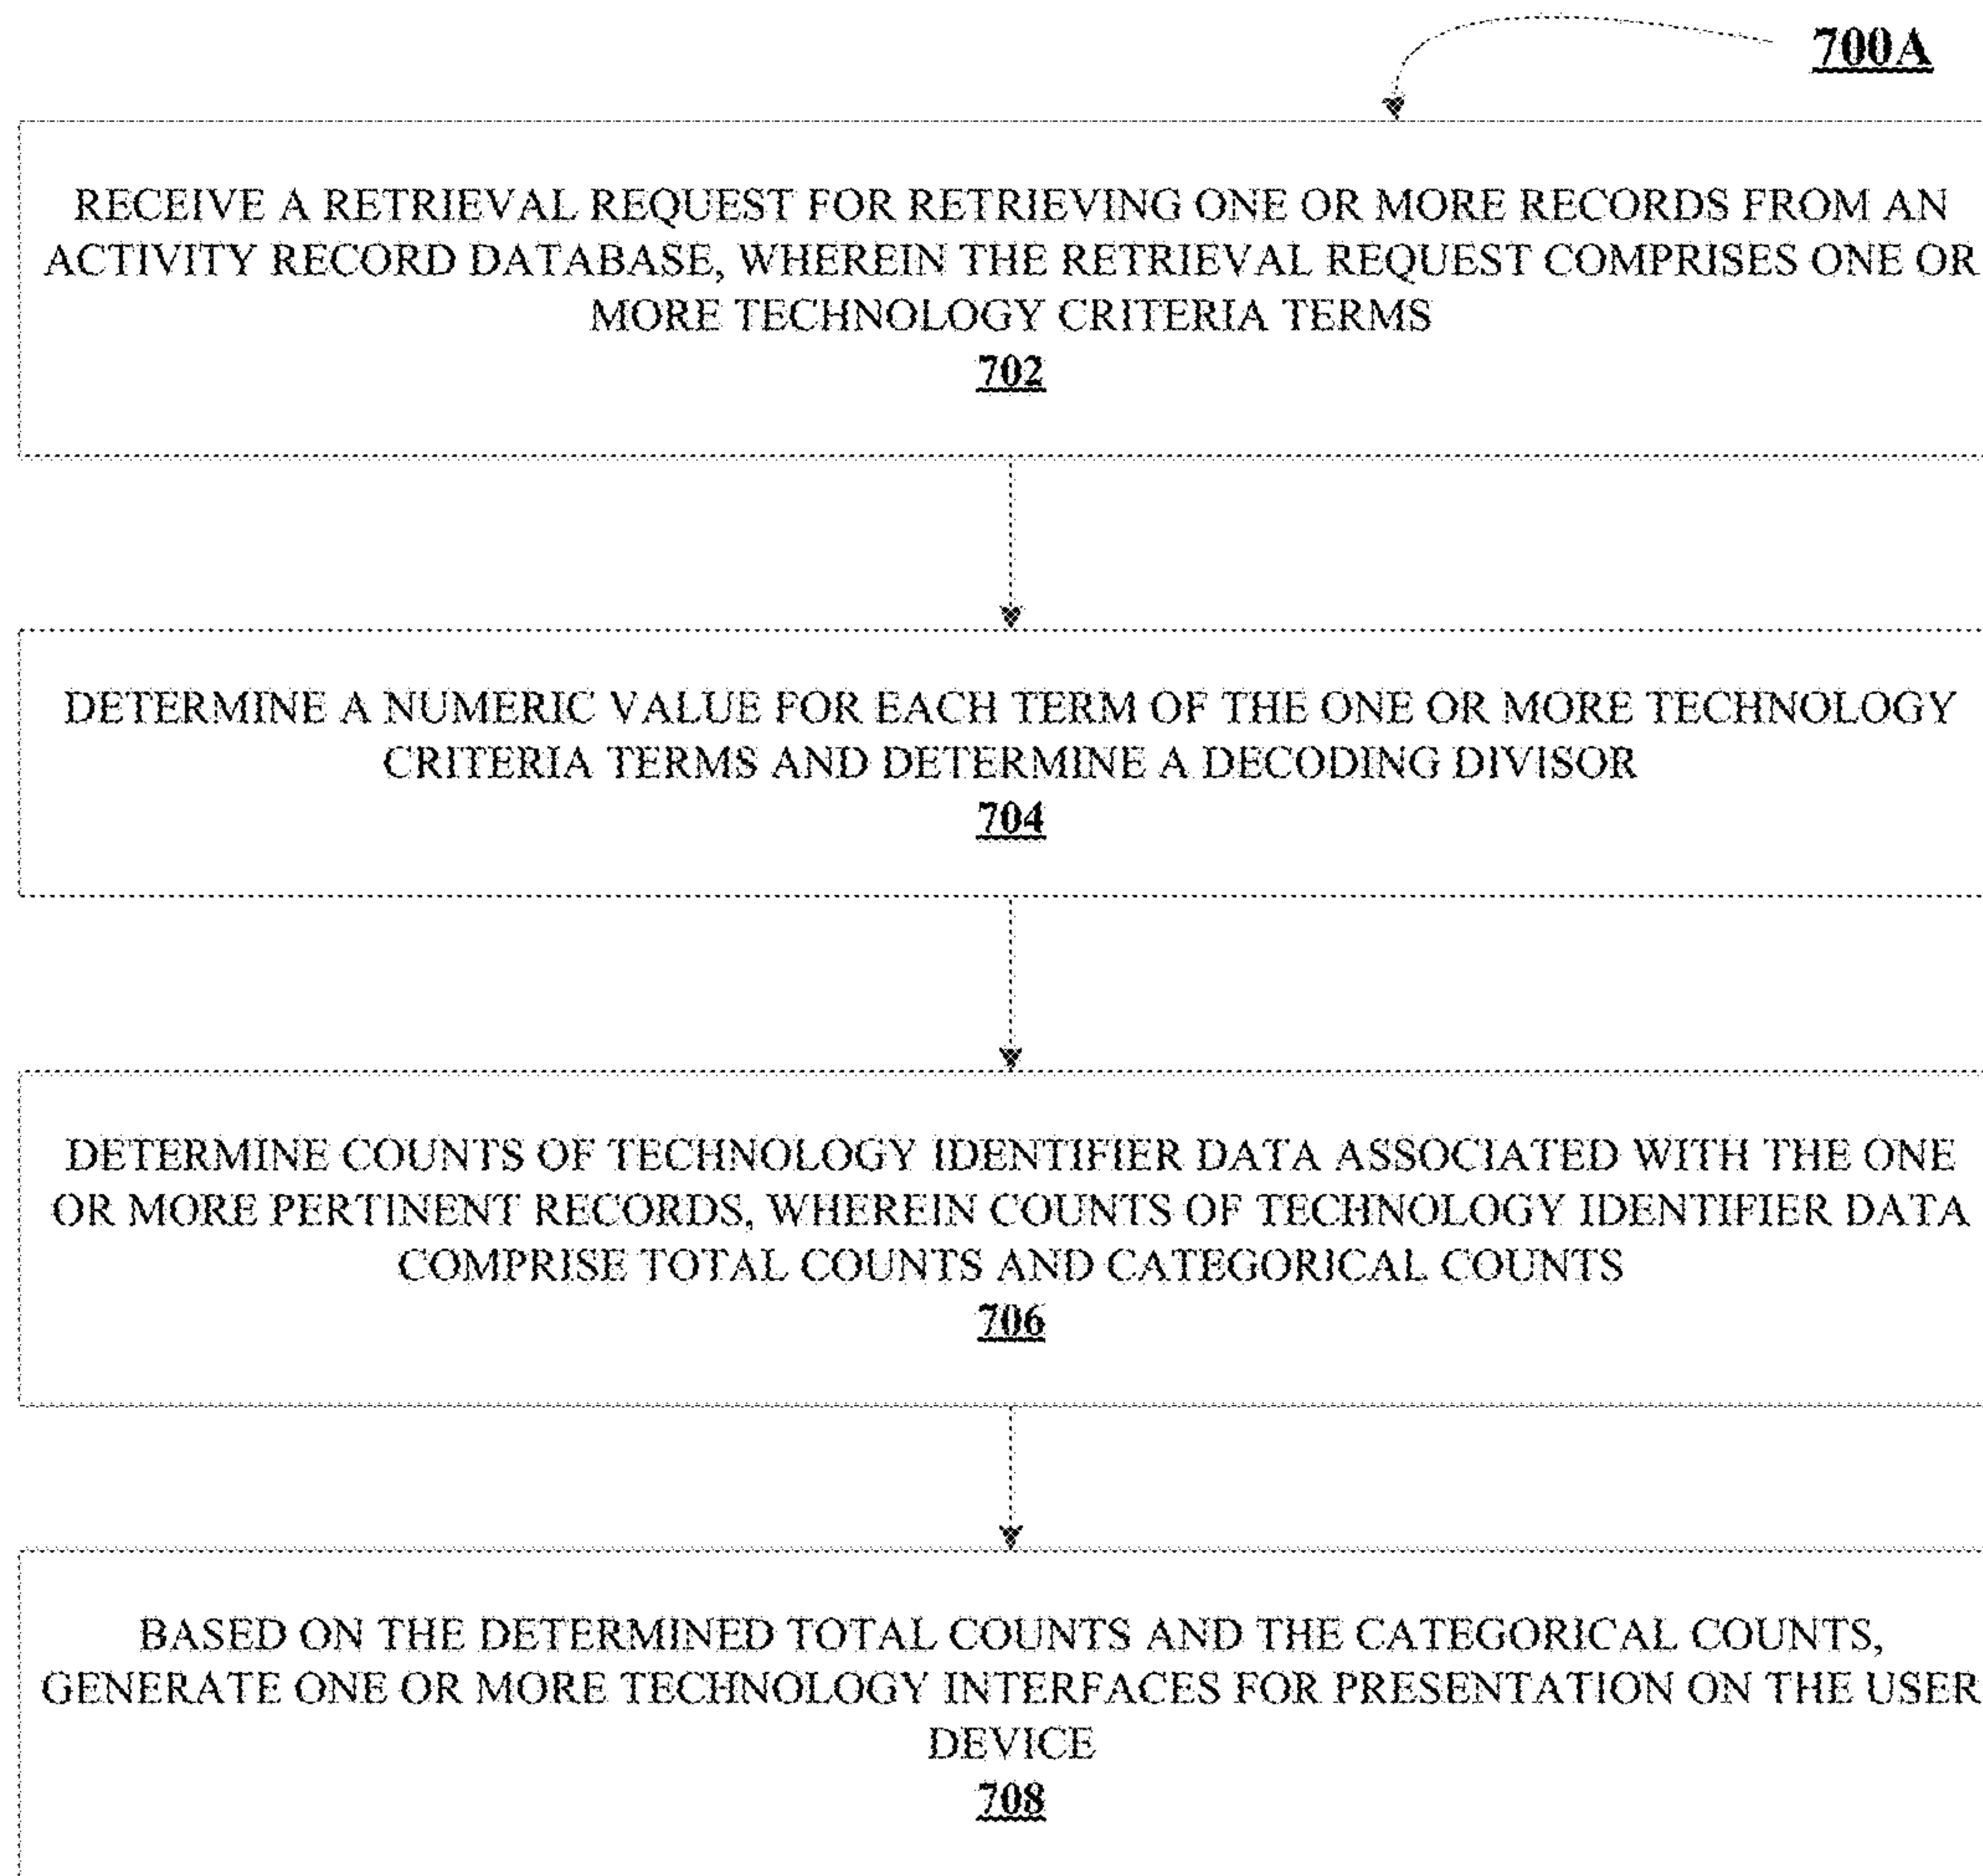 700A
RECEIVE A RETRIEVAL REQUEST FOR RETRIEVING ONE OR MORE RECORDS FROM AN
ACTIVITY RECORD DATABASE, WHEREIN THE RETRIEVAL REQUEST COMPRISES ONE OR
MORE TECHNOLOGY CRITERIA TERMS
702
DETERMINE A NUMERIC VALUE FOR EACH TERM OF THE ONE OR MORE TECHNOLOGY
CRITERIA TERMS AND DETERMINE A DECODING DIVISOR
704
DETERMINE COUNTS OF TECHNOLOGY IDENTIFIER DATA ASSOCIATED WITH THE ONE
OR MORE PERTINENT RECORDS, WHEREIN COUNTS OF TECHNOLOGY IDENTIFIER DATA
COMPRISE TOTAL COUNTS AND CATEGORICAL COUNTS
706
BASED ON THE DETERMINED TOTAL COUNTS AND THE CATEGORICAL COUNTS,
GENERATE ONE OR MORE TECHNOLOGY INTERFACES FOR PRESENTATION ON THE USER
DEVICE
708